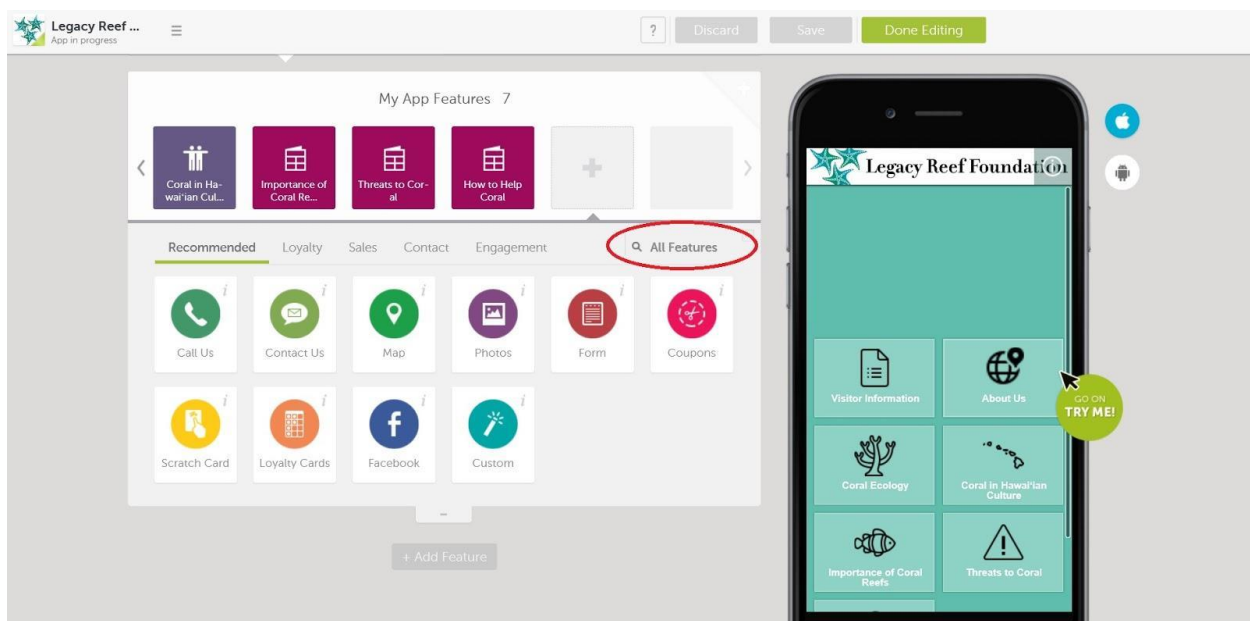 Legacy Reef ...
App in progress
?
Discard
Save
Done Editing
My App Features 7
Coral in Ha-
wai'ian Cul...
Importance of
Coral Re...
Threats to Cor-
al
How to Help
Coral
Recommended
Loyalty
Sales
Contact
Engagement
All Features
i
i
i
i
i
i
Call Us
Contact Us
Map
Photos
Form
Coupons
i
i
i
i
Scratch Card
Loyalty Cards
Facebook
Custom
+ Add Feature
Legacy Reef Foundation
Visitor Information
About Us
GO ON
TRY ME!
Coral Ecology
Coral in Hawai'ian
Culture
Importance of Coral
Reefs
Threats to Coral